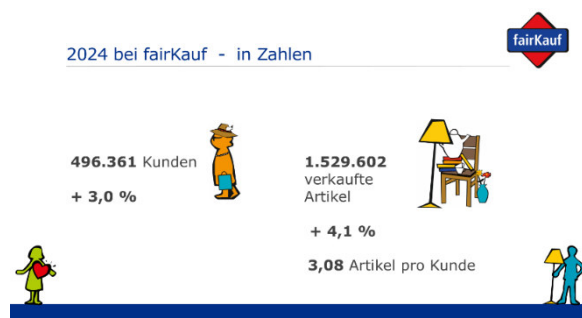 2024 bei fairKauf - in Zahlen
fairKauf
496.361 Kunden
+ 3,0 %
1.529.602
verkaufte
Artikel
+ 4,1 %
3,08 Artikel pro Kunde